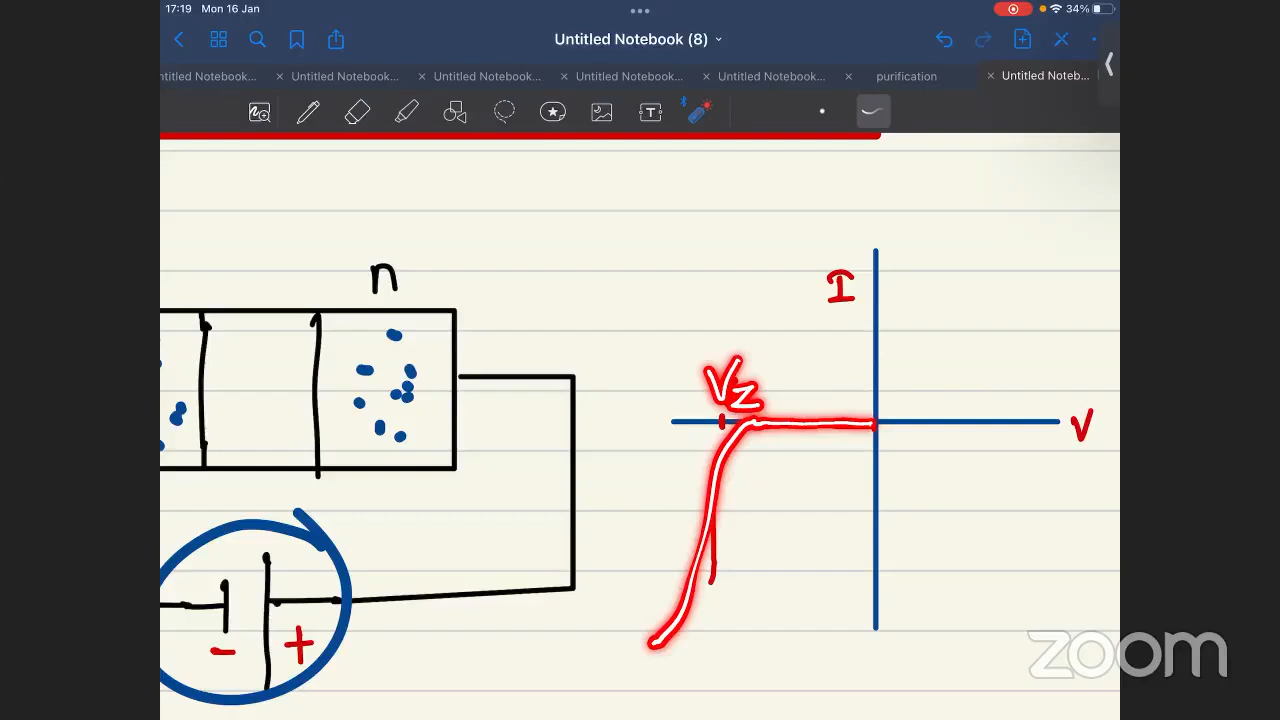 17:19 Mon 16 Jan
34%
Untitled Notebook (8)
ntitled Notebook...
Untitled Notebook...
Untitled Notebook...
Untitled Notebook...
Untitled Notebook...
purification
Untitled Noteb...
T
n
I
Vz
V
- +
zoom